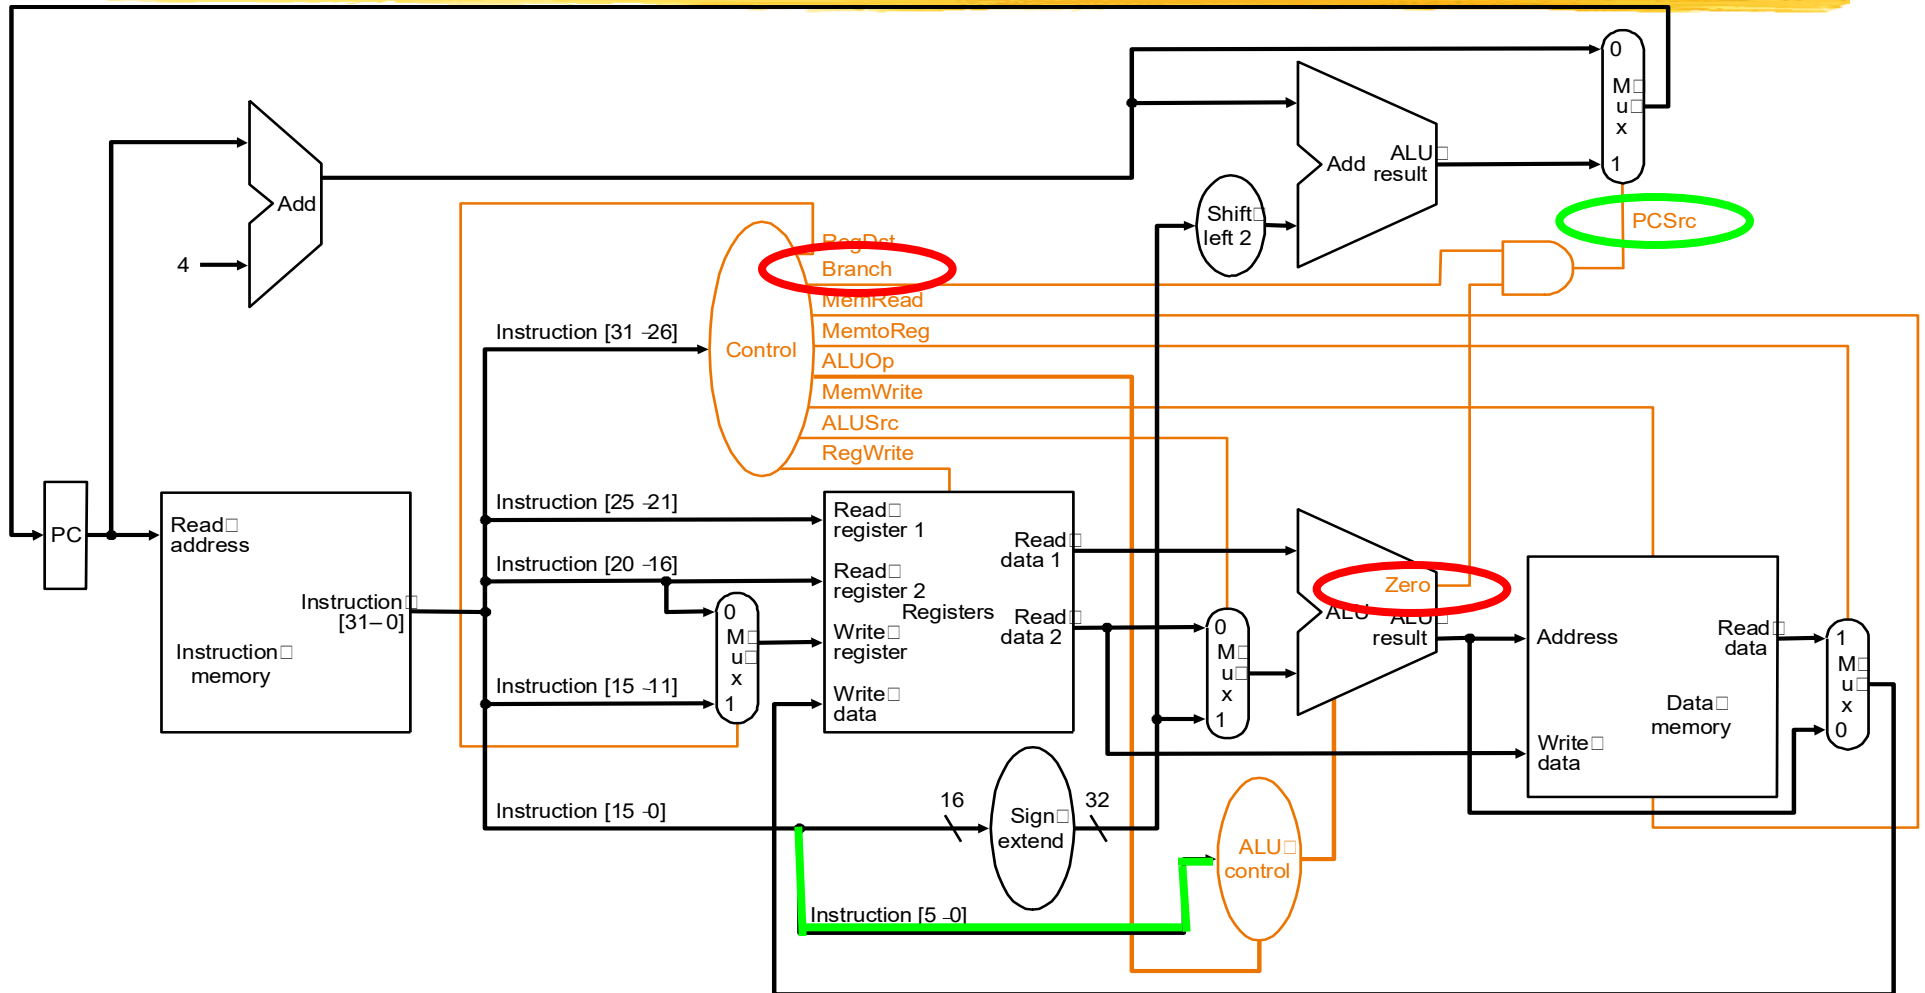 0
M
u
x
1
Add
ALU
result
Add
4
Shift
left 2
PCSrc
RegDst
Branch
MemRead
MemtoReg
ALUOp
MemWrite
ALUSrc
RegWrite
Control
Instruction [31–26]
PC
Read
address
Instruction
[31–0]
Instruction
memory
Instruction [25–21]
Instruction [20–16]
Instruction [15–11]
0
M
u
x
1
Read
register 1
Read
register 2
Registers
Write
register
Write
data
Read
data 1
Read
data 2
0
M
u
x
1
Zero
ALU
ALU
result
Address
Read
data
Data
memory
Write
data
1
M
u
x
0
Instruction [15–0]
16
Sign
extend
32
ALU
control
Instruction [5–0]